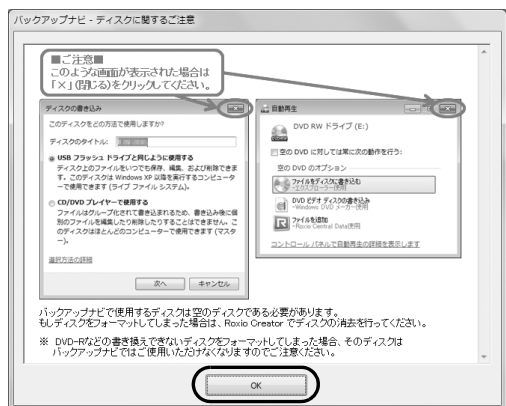 バックアップナビ - ディスクに関するご注意
■ご注意■
このような画面が表示された場合は
「×」(閉じる)をクリックしてください。
ディスクの書き込み
このディスクをどの方法で使用しますか?
ディスクのタイトル:
USB フラッシュ ドライブと同じように使用する
ディスク上のファイルをいつでも保存、編集、および削除できます。このディスクは Windows XP 以降を実行するコンピューターで使用できます (ライブ ファイル システム)。
CD/DVD プレーヤーで使用する
ファイルはグループ化されて書き込まれるため、書き込み後に個別のファイルを編集したり削除したりすることはできません。このディスクはほとんどのコンピューターで使用できます (マスター)。
選択方法の詳細
次へ
キャンセル
自動再生
DVD RW ドライブ (E:)
空の DVD に対しては常に次の動作を行う:
空の DVD のオプション
ファイルをディスクに書き込む
-エクスプローラー使用
DVD ビデオ ディスクの書き込み
-Windows DVD メーカー使用
ファイルを追加
-Roxio Central Data使用
コントロール パネルで自動再生の詳細を表示します
バックアップナビで使用するディスクは空のディスクである必要があります。
もしディスクをフォーマットしてしまった場合は、Roxio Creator でディスクの消去を行ってください。
※ DVD-Rなどの書き換えできないディスクをフォーマットしてしまった場合、そのディスクは
バックアップナビではご使用いただけなくなりますのでご注意ください。
OK